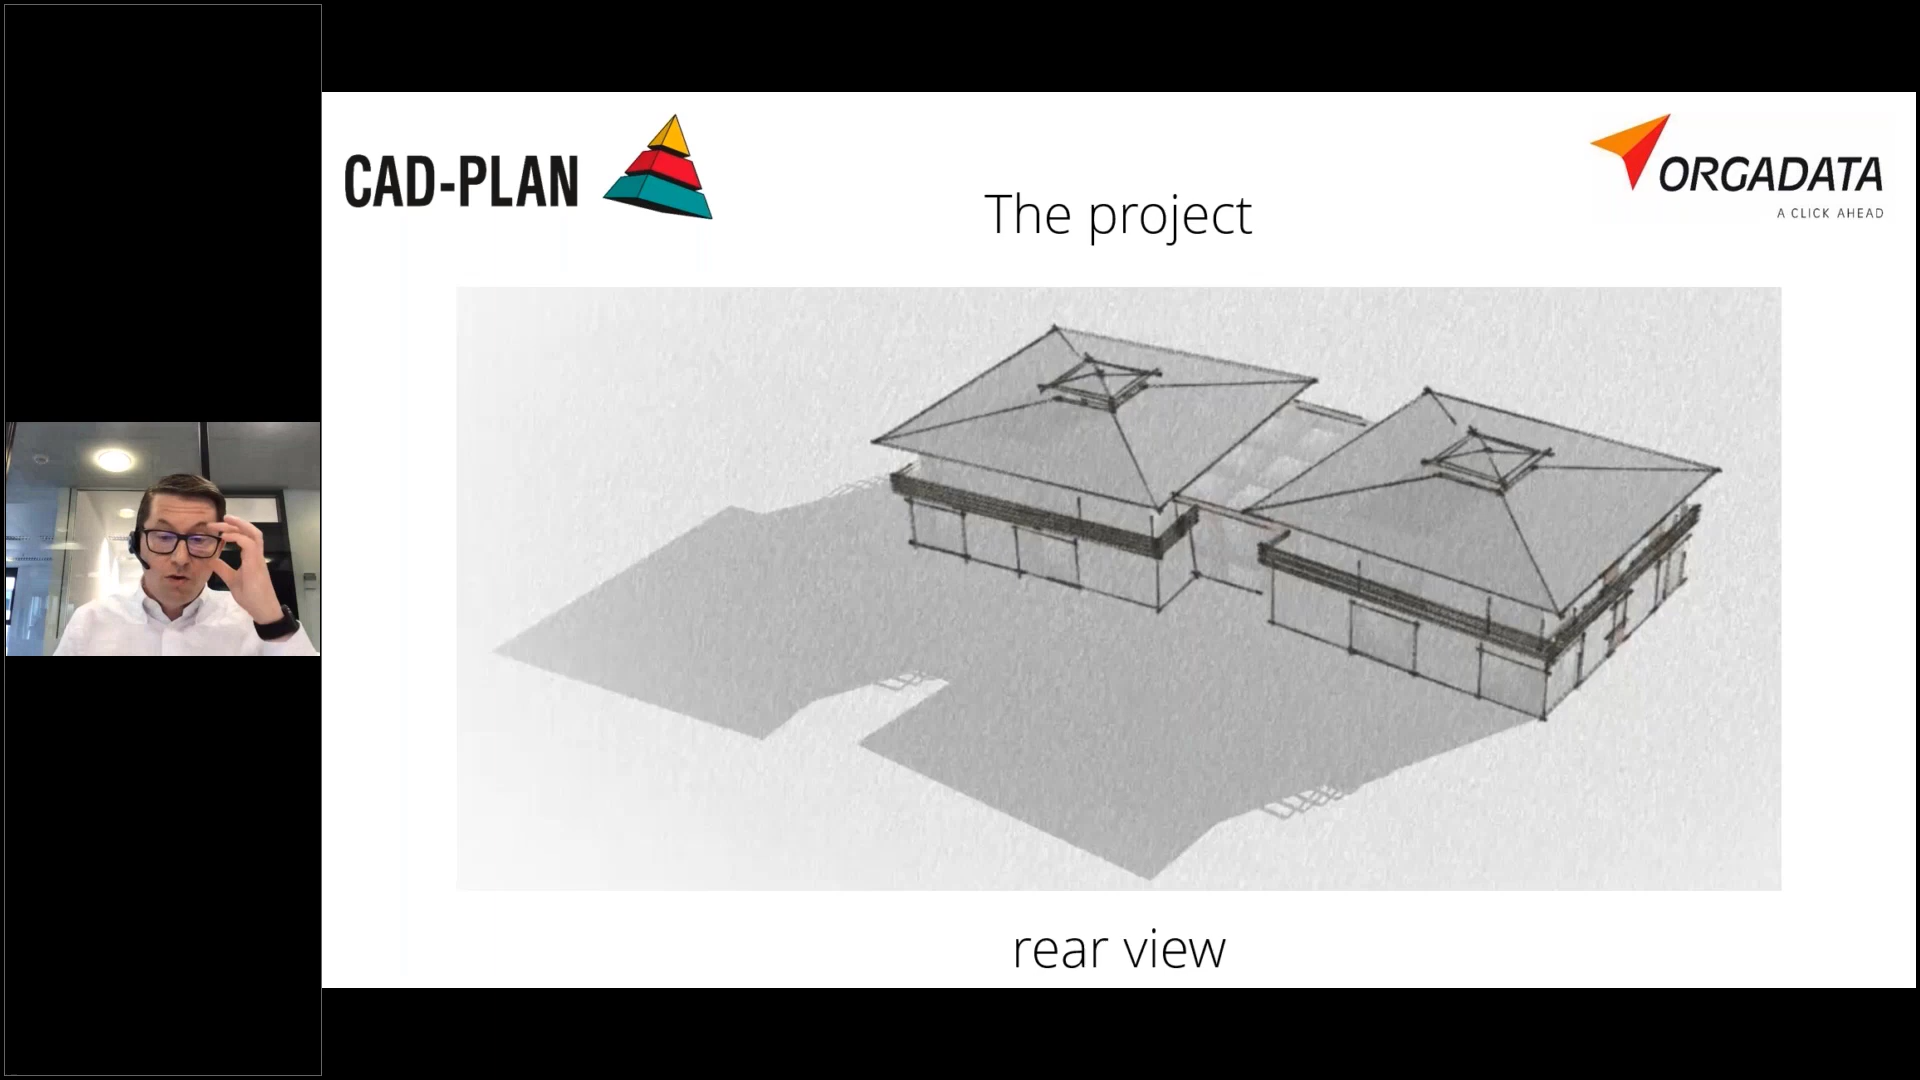 CAD-PLAN
ORGADATA
A CLICK AHEAD
The project
rear view